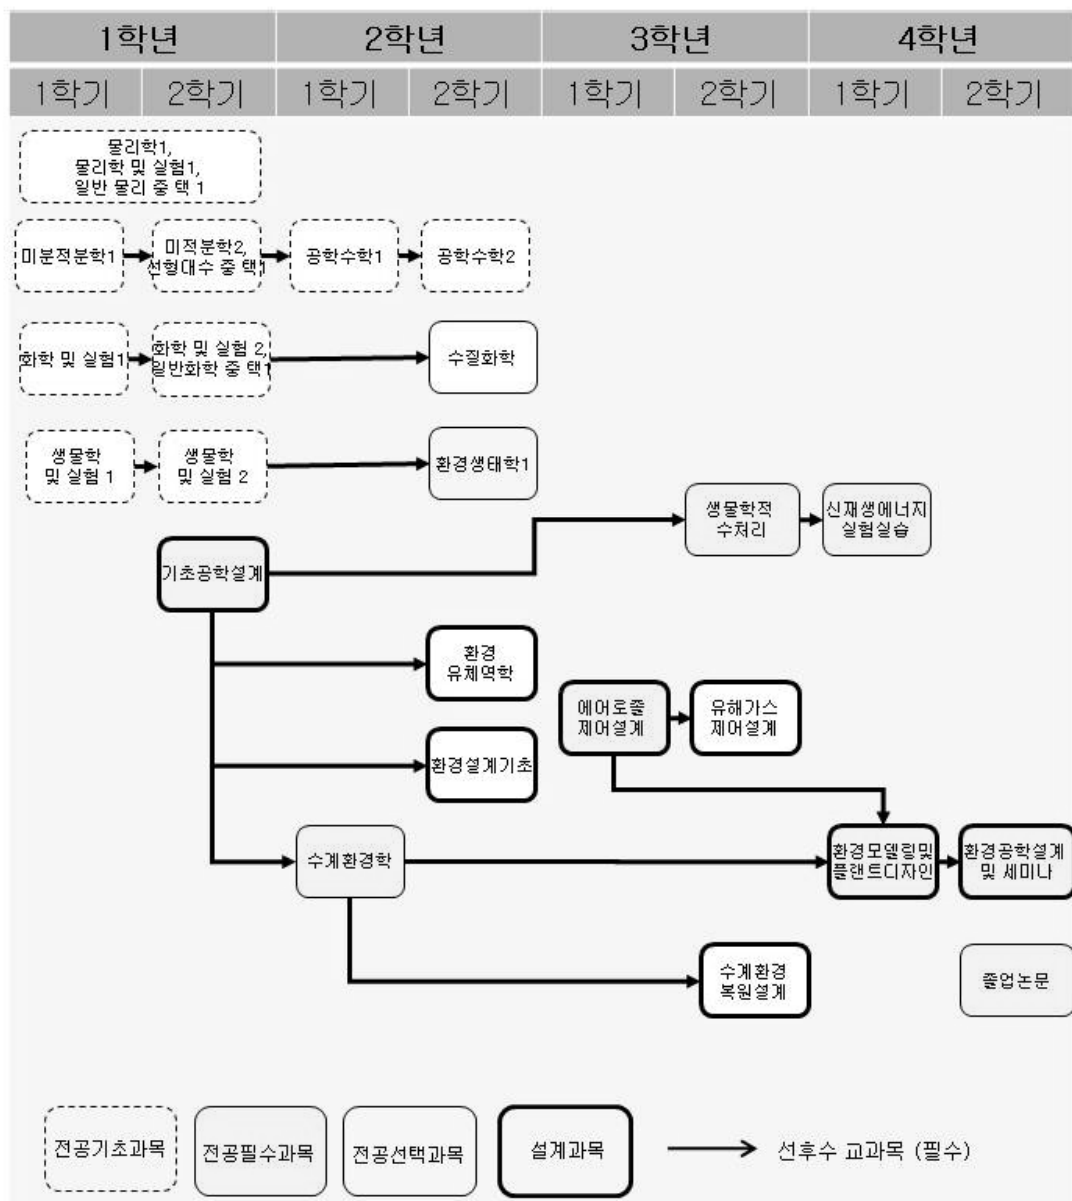 1학년 2학년 3학년 4학년
1학기 2학기 1학기 2학기 1학기 2학기 1학기 2학기
물리학1,
물리학 및 실험1,
일반 물리 중 택 1
미분적분학1
미적분학2,
선형대수 중 택1
공학수학1
공학수학2
화학 및 실험1
화학 및 실험 2,
일반화학 중 택1
수질화학
생물학
및 실험 1
생물학
및 실험 2
환경생태학1
생물학적
수처리
신재생에너지
실험실습
기초공학설계
환경
유체역학
에어로졸
제어설계
유해가스
제어설계
환경설계기초
수계환경학
환경모델링및
플랜트디자인
환경공학설계
및 세미나
수계환경
복원설계
졸업논문
전공기초과목
전공필수과목
전공선택과목
설계과목
선후수 교과목 (필수)